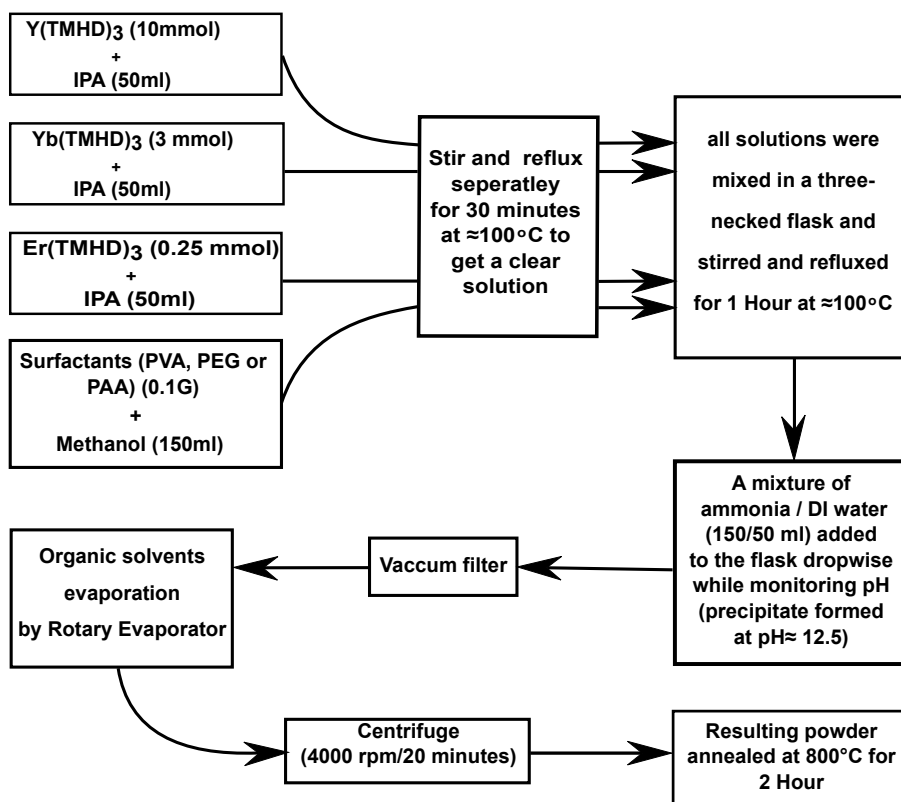 Y(TMHD)3 (10mmol)
+
IPA (50ml)
Yb(TMHD)3 (3 mmol)
+
IPA (50ml)
Er(TMHD)3 (0.25 mmol)
+
IPA (50ml)
Surfactants (PVA, PEG or
PAA) (0.1G)
+
Methanol (150ml)
Stir and reflux
seperatley
for 30 minutes
at ≈100°C to
get a clear
solution
all solutions were
mixed in a three-
necked flask and
stirred and refluxed
for 1 Hour at ≈100°C
A mixture of
ammonia / DI water
(150/50 ml) added
to the flask dropwise
while monitoring pH
(precipitate formed
at pH≈ 12.5)
Vaccum filter
Organic solvents
evaporation
by Rotary Evaporator
Centrifuge
(4000 rpm/20 minutes)
Resulting powder
annealed at 800°C for
2 Hour